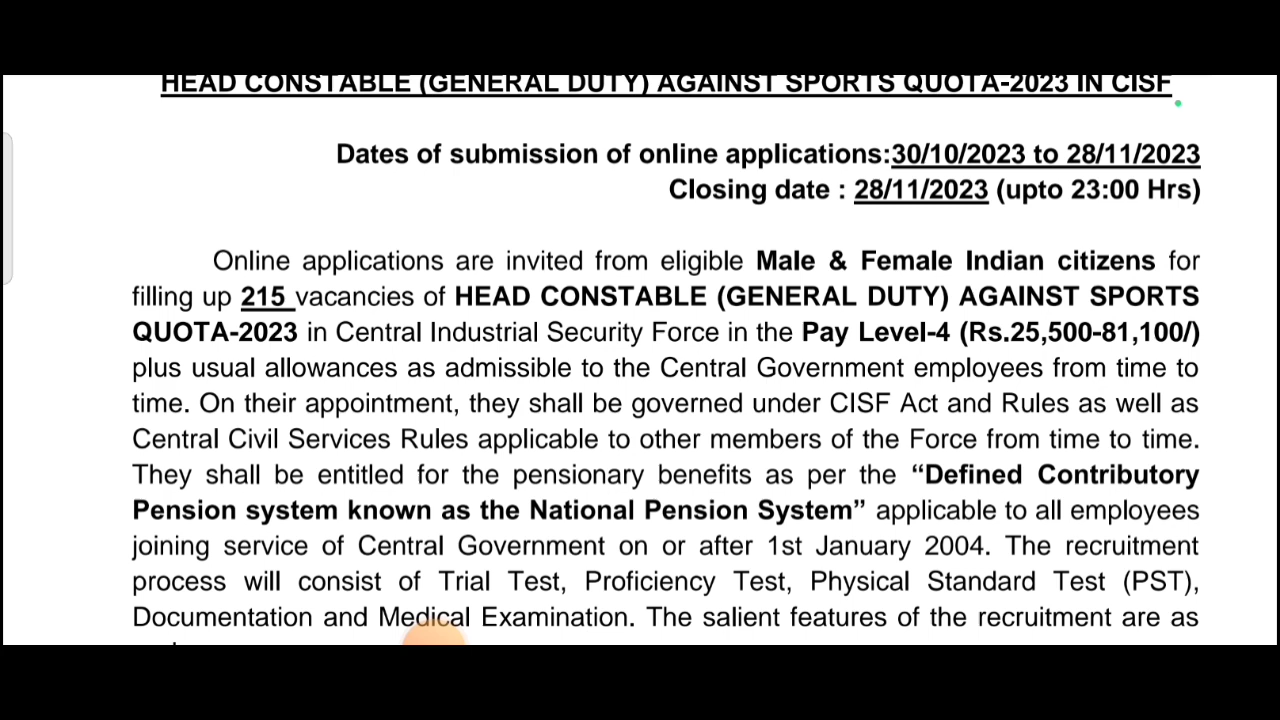 HEAD CONSTABLE (GENERAL DUTY) AGAINST SPORTS QUOTA-2023 IN CISF
Dates of submission of online applications:30/10/2023 to 28/11/2023
Closing date : 28/11/2023 (upto 23:00 Hrs)
Online applications are invited from eligible Male & Female Indian citizens for
filling up 215 vacancies of HEAD CONSTABLE (GENERAL DUTY) AGAINST SPORTS
QUOTA-2023 in Central Industrial Security Force in the Pay Level-4 (Rs.25,500-81,100/)
plus usual allowances as admissible to the Central Government employees from time to
time. On their appointment, they shall be governed under CISF Act and Rules as well as
Central Civil Services Rules applicable to other members of the Force from time to time.
They shall be entitled for the pensionary benefits as per the “Defined Contributory
Pension system known as the National Pension System” applicable to all employees
joining service of Central Government on or after 1st January 2004. The recruitment
process will consist of Trial Test, Proficiency Test, Physical Standard Test (PST),
Documentation and Medical Examination. The salient features of the recruitment are as